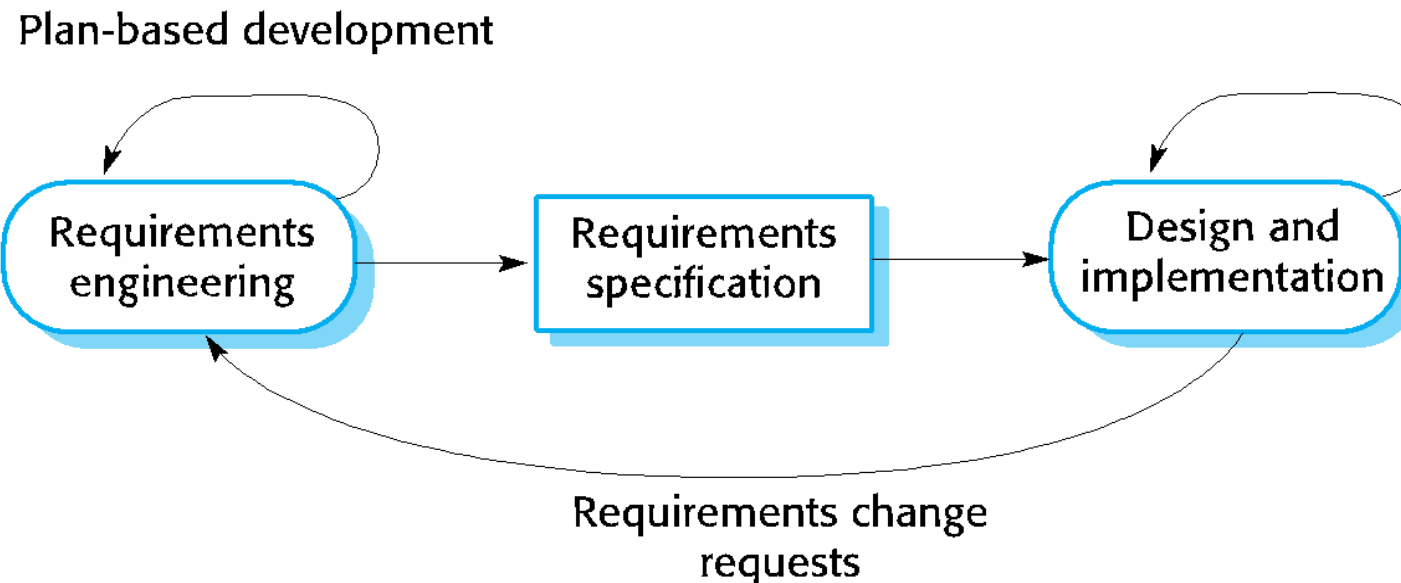 Plan-based development
Requirements
engineering
Requirements
specification
Design and
implementation
Requirements change
requests